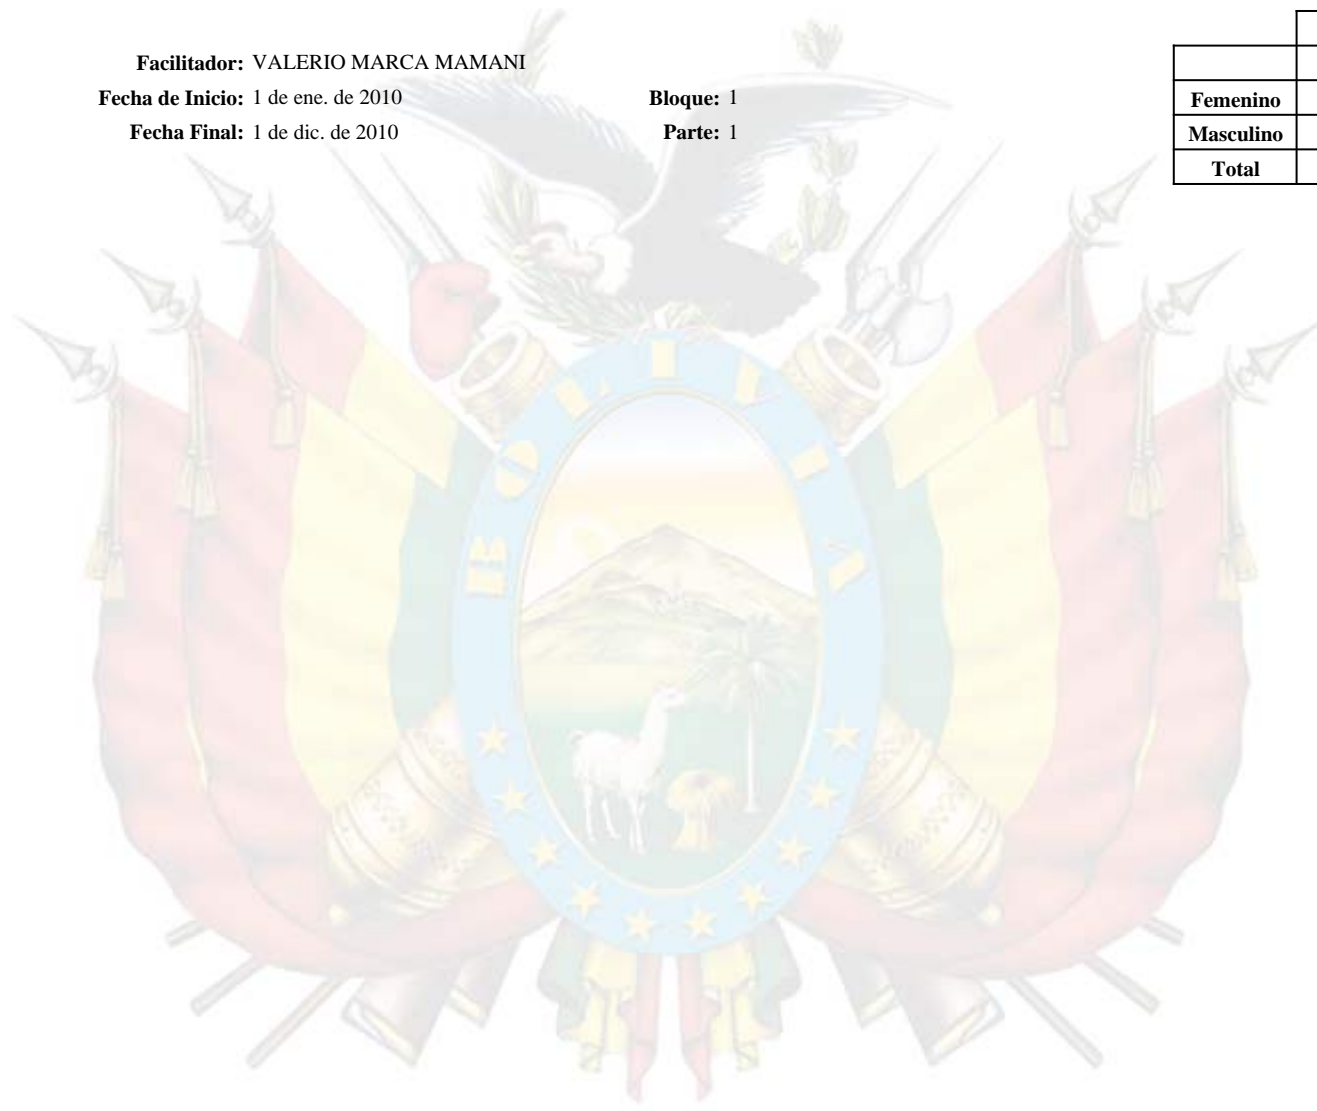 Facilitador: VALERIO MARCA MAMANI
Fecha de Inicio: 1 de ene. de 2010 Bloque: 1
Fecha Final: 1 de dic. de 2010 Parte: 1
Femenino
Masculino
Total
BOLIVIA